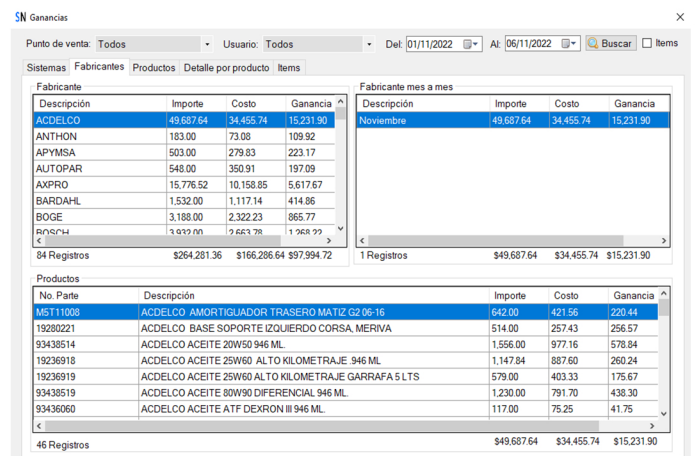 SN Ganancias
Punto de venta: Todos Usuario: Todos Del: 01/11/2022 Al: 06/11/2022 Buscar Items
Sistemas Fabricantes Productos Detalle por producto Items
Fabricante
Descripción Importe Costo Ganancia
ACDELCO 49,687.64 34,455.74 15,231.90
ANTHON 183.00 73.08 109.92
APYMSA 503.00 279.83 223.17
AUTOPAR 548.00 350.91 197.09
AXPRO 15,776.52 10,158.85 5,617.67
BARDAHL 1,532.00 1,117.14 414.86
BOGE 3,188.00 2,322.23 865.77
BOSCH 3,932.00 2,663.78 1,268.22
84 Registros $264,281.36 $166,286.64 $97,994.72
Fabricante mes a mes
Descripción Importe Costo Ganancia
Noviembre 49,687.64 34,455.74 15,231.90
1 Registros $49,687.64 $34,455.74 $15,231.90
Productos
No. Parte Descripción Importe Costo Ganancia
M5T11008 ACDELCO AMORTIGUADOR TRASERO MATIZ G2 06-16 642.00 421.56 220.44
19280221 ACDELCO BASE SOPORTE IZQUIERDO CORSA, MERIVA 514.00 257.43 256.57
93438514 ACDELCO ACEITE 20W50 946 ML. 1,556.00 977.16 578.84
19236918 ACDELCO ACEITE 25W60 ALTO KILOMETRAJE .946 ML 1,147.84 887.60 260.24
19236919 ACDELCO ACEITE 25W60 ALTO KILOMETRAJE GARRAFA 5 LTS 579.00 403.33 175.67
93438519 ACDELCO ACEITE 80W90 DIFERENCIAL 946 ML. 1,230.00 791.70 438.30
93436060 ACDELCO ACEITE ATF DEXRON III 946 ML. 117.00 75.25 41.75
46 Registros $49,687.64 $34,455.74 $15,231.90